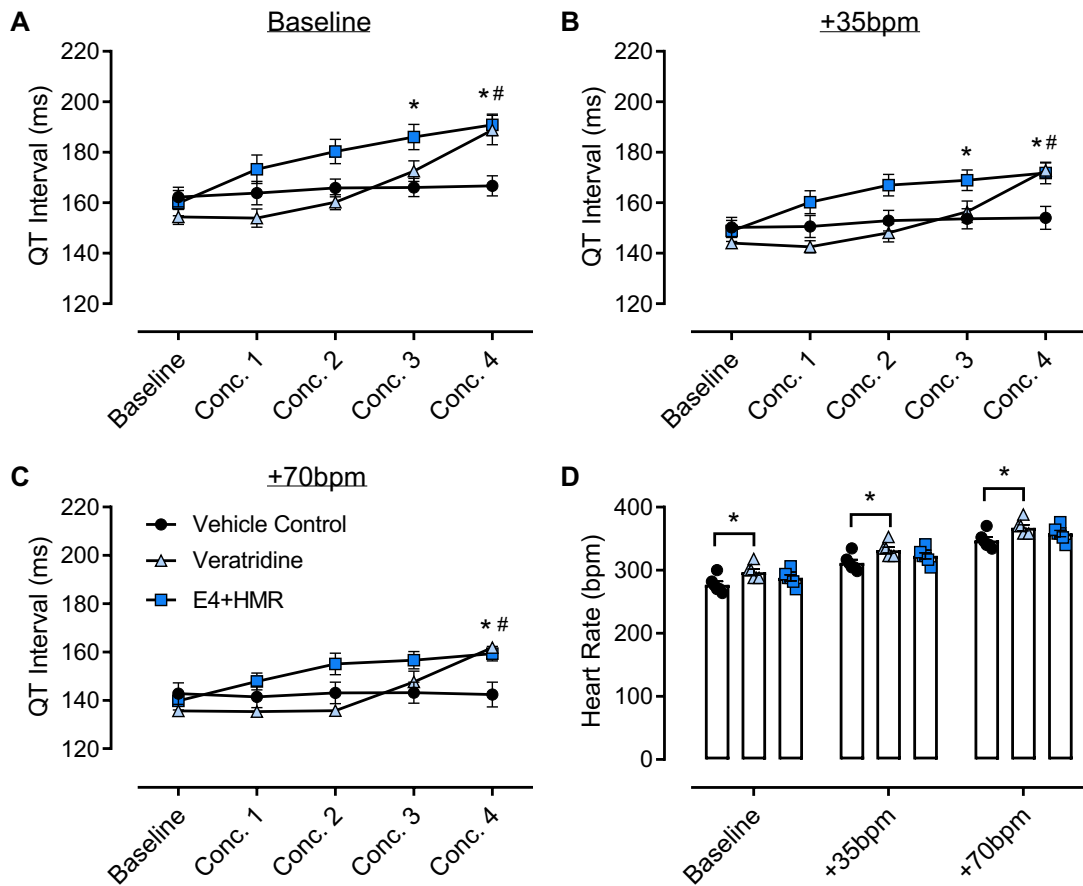 A
Baseline
QT Interval (ms)
220
200
180
160
140
120
*
* #
Baseline
Conc. 1
Conc. 2
Conc. 3
Conc. 4
B
+35bpm
QT Interval (ms)
220
200
180
160
140
120
*
* #
Baseline
Conc. 1
Conc. 2
Conc. 3
Conc. 4
C
+70bpm
QT Interval (ms)
220
200
180
160
140
120
Vehicle Control
Veratridine
E4+HMR
* #
Baseline
Conc. 1
Conc. 2
Conc. 3
Conc. 4
D
Heart Rate (bpm)
400
300
200
100
0
*
*
*
Baseline
+35bpm
+70bpm